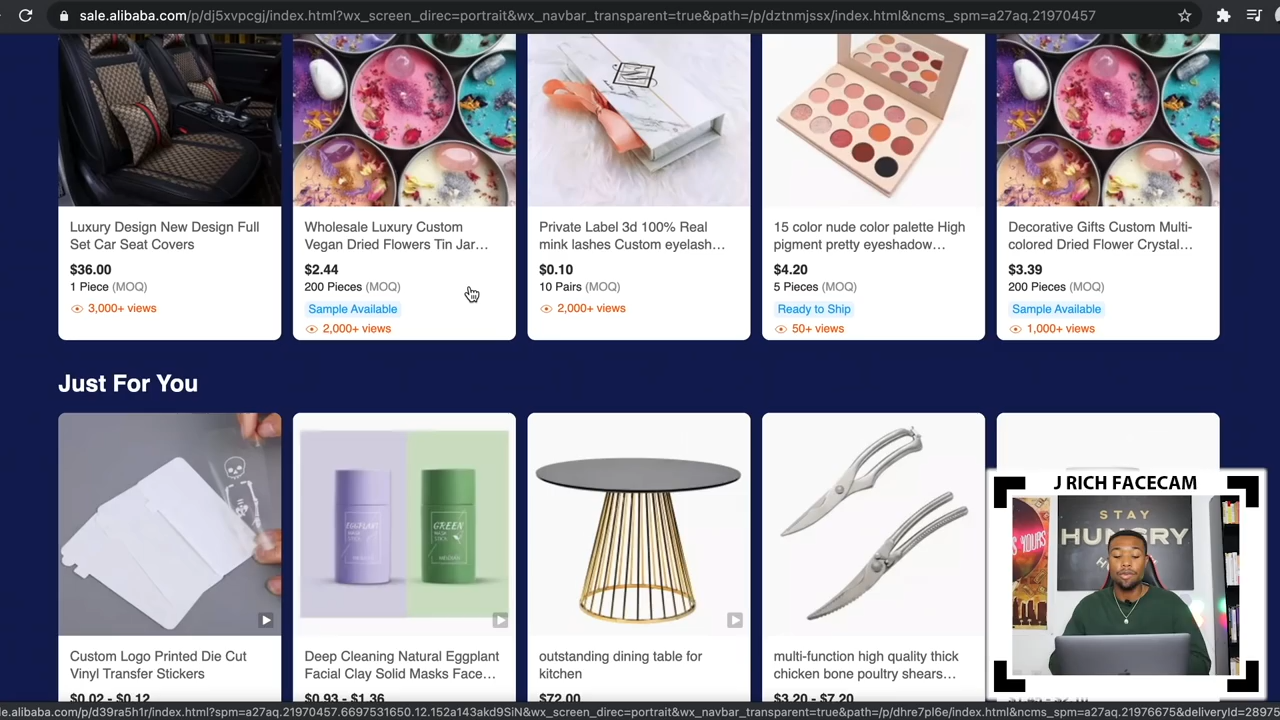 sale.alibaba.com/p/dj5xvpcgj/index.html?wx_screen_direc=portrait&wx_navbar_transparent=true&path=/p/dztnmjssx/index.html&ncms_spm=a27aq.21970457
Luxury Design New Design Full
Set Car Seat Covers
$36.00
1 Piece (MOQ)
3,000+ views
Wholesale Luxury Custom
Vegan Dried Flowers Tin Jar...
$2.44
200 Pieces (MOQ)
Sample Available
2,000+ views
Private Label 3d 100% Real
mink lashes Custom eyelash...
$0.10
10 Pairs (MOQ)
2,000+ views
15 color nude color palette High
pigment pretty eyeshadow...
$4.20
5 Pieces (MOQ)
Ready to Ship
50+ views
Decorative Gifts Custom Multi-
colored Dried Flower Crystal...
$3.39
200 Pieces (MOQ)
Sample Available
1,000+ views
Just For You
EGGPLANT
GREEN
MASK
STICK
Custom Logo Printed Die Cut
Vinyl Transfer Stickers
$0.02 - $0.12
Deep Cleaning Natural Eggplant
Facial Clay Solid Masks Face...
$0.93 - $1.36
outstanding dining table for
kitchen
$72.00
multi-function high quality thick
chicken bone poultry shears...
$3.20 - $7.20
J RICH FACECAM
STAY
HUNGRY
YOURS
le.alibaba.com/p/d39ra5h1r/index.html?spm=a27aq.21970457.6697531650.12.152a143akd9SiN&wx_screen_direc=portrait&wx_navbar_transparent=true&path=/p/dhre7pl6e/index.html&ncms_spm=a27aq.21976675&deliveryId=28975